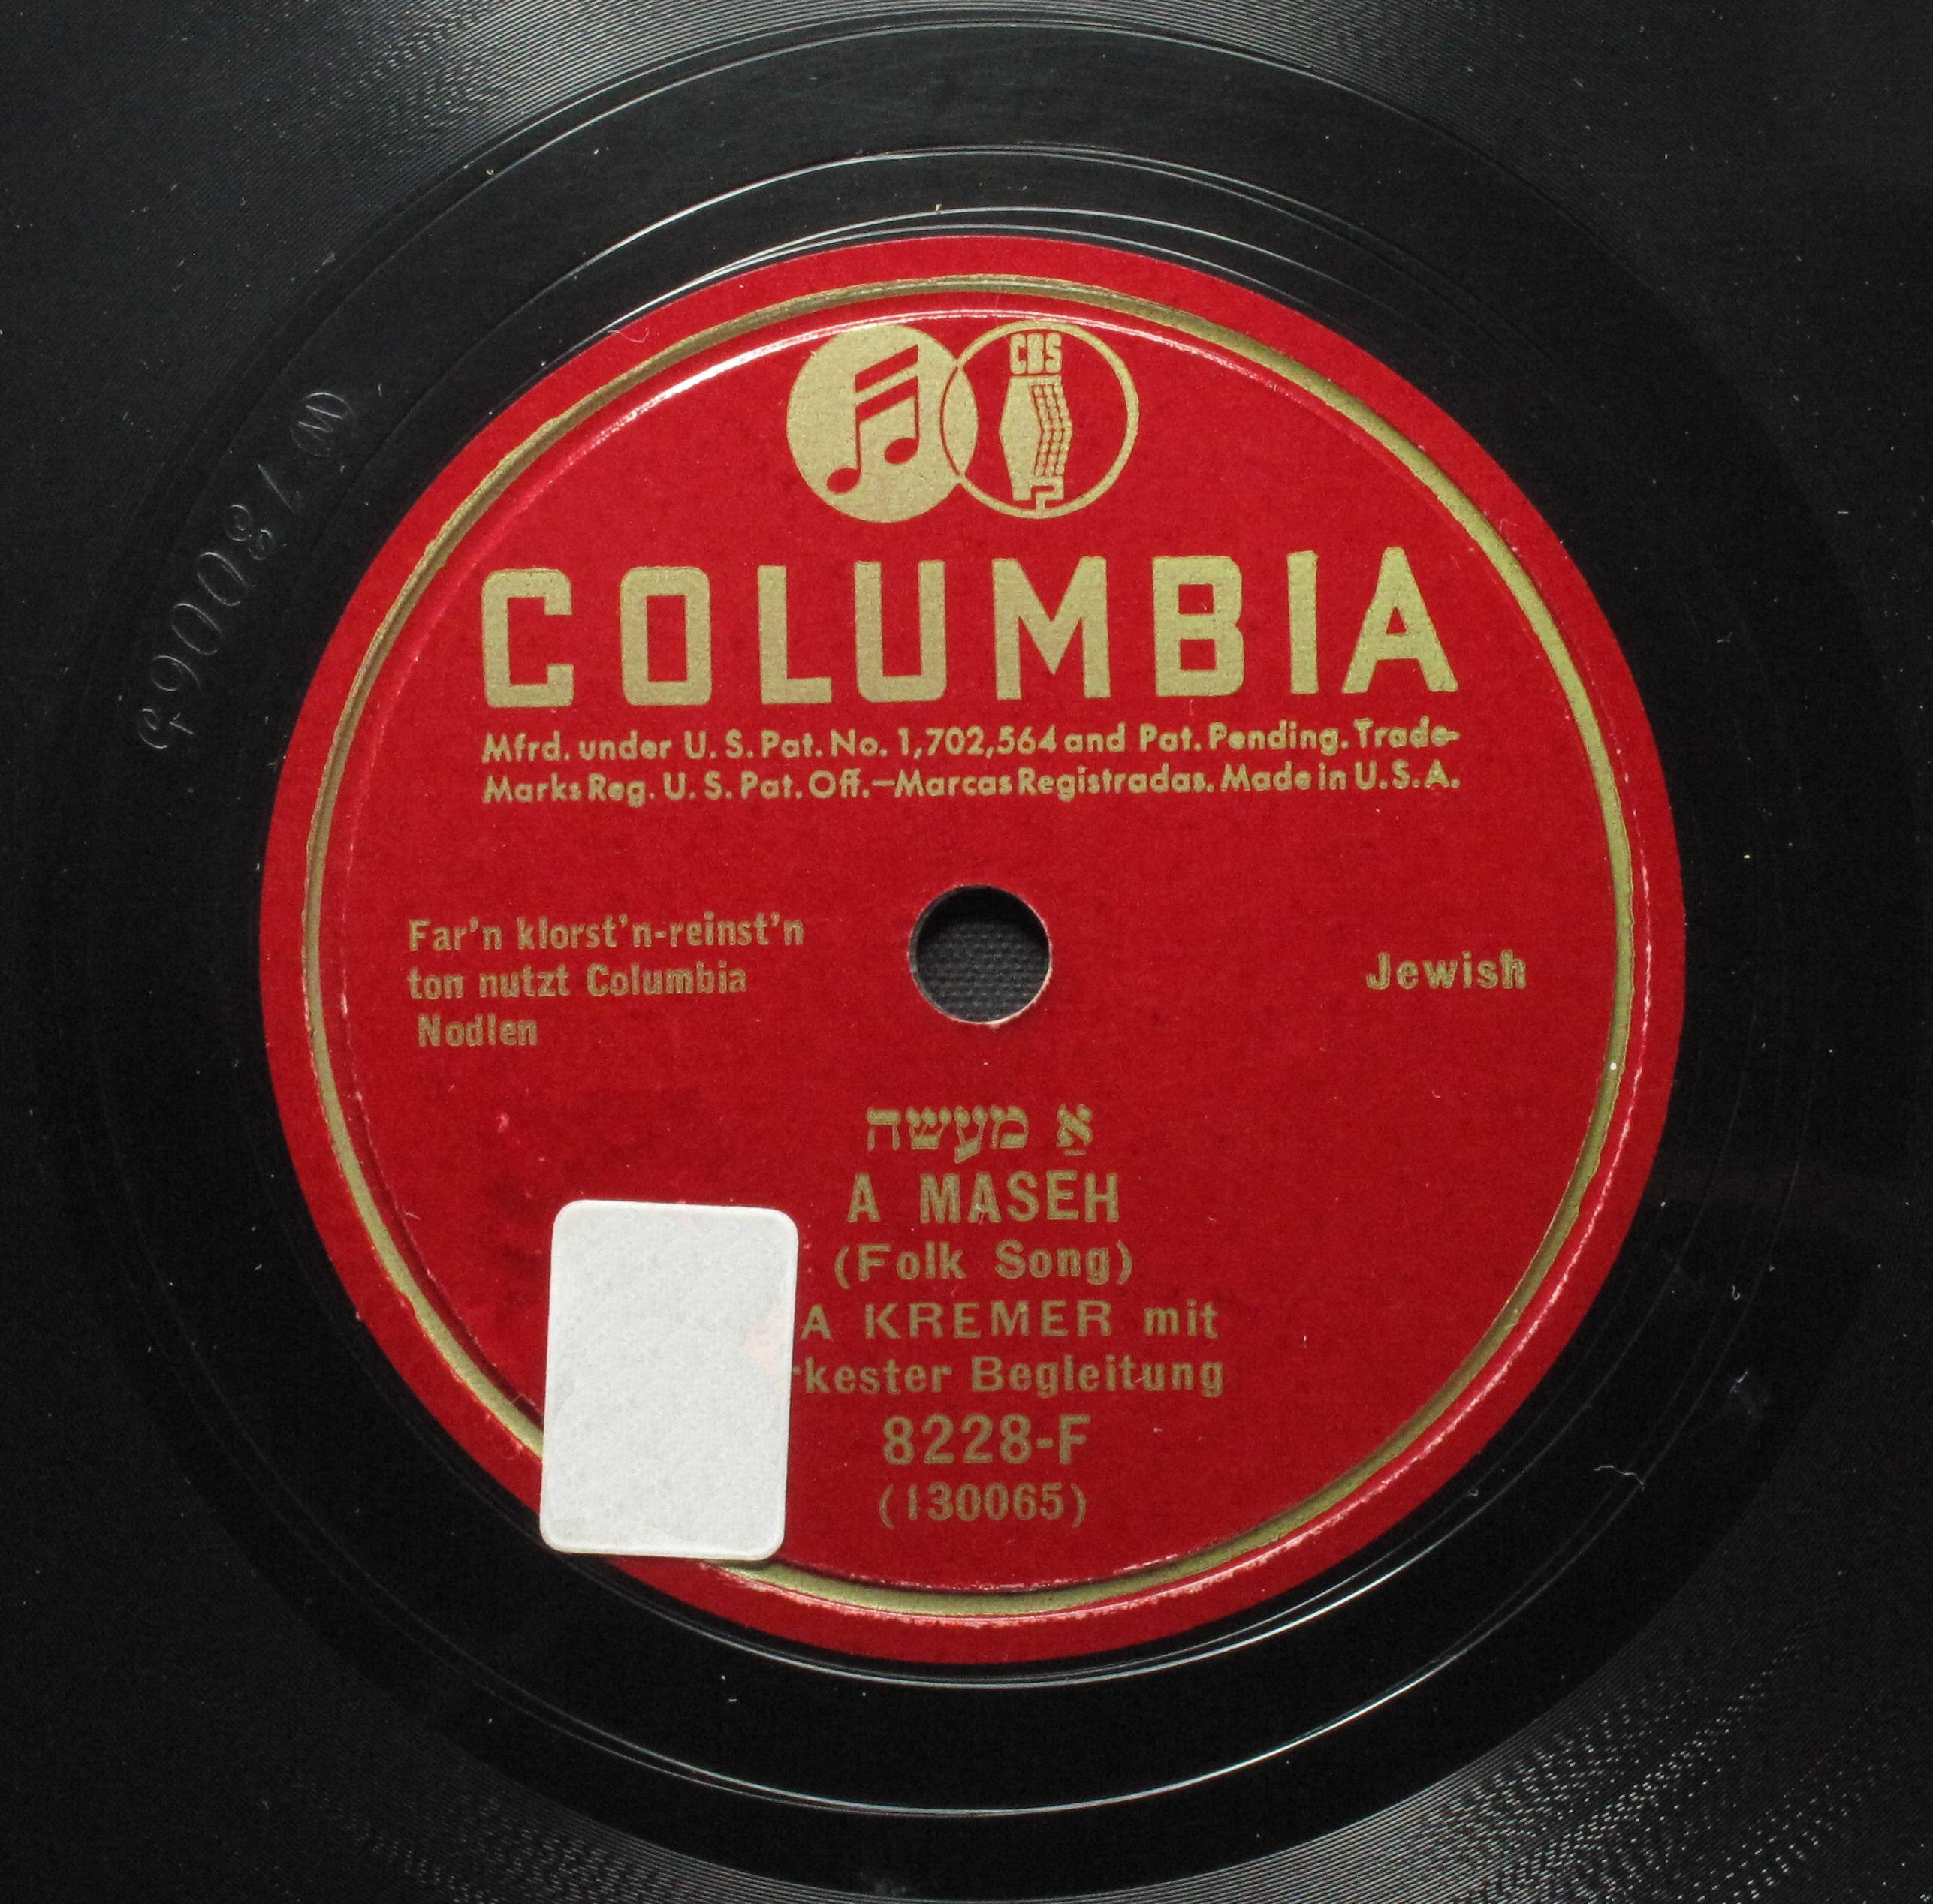 CBS
COLUMBIA
Mfrd. under U. S. Pat. No. 1,702,564 and Pat. Pending. Trade-
Marks Reg. U. S. Pat. Off.—Marcas Registradas. Made in U.S.A.
Far'n klorst'n-reinst'n
ton nutzt Columbia
Nodlen
Jewish
אַ מעשה
A MASEH
(Folk Song)
A KREMER mit
rkester Begleitung
8228-F
(130065)
W 130065